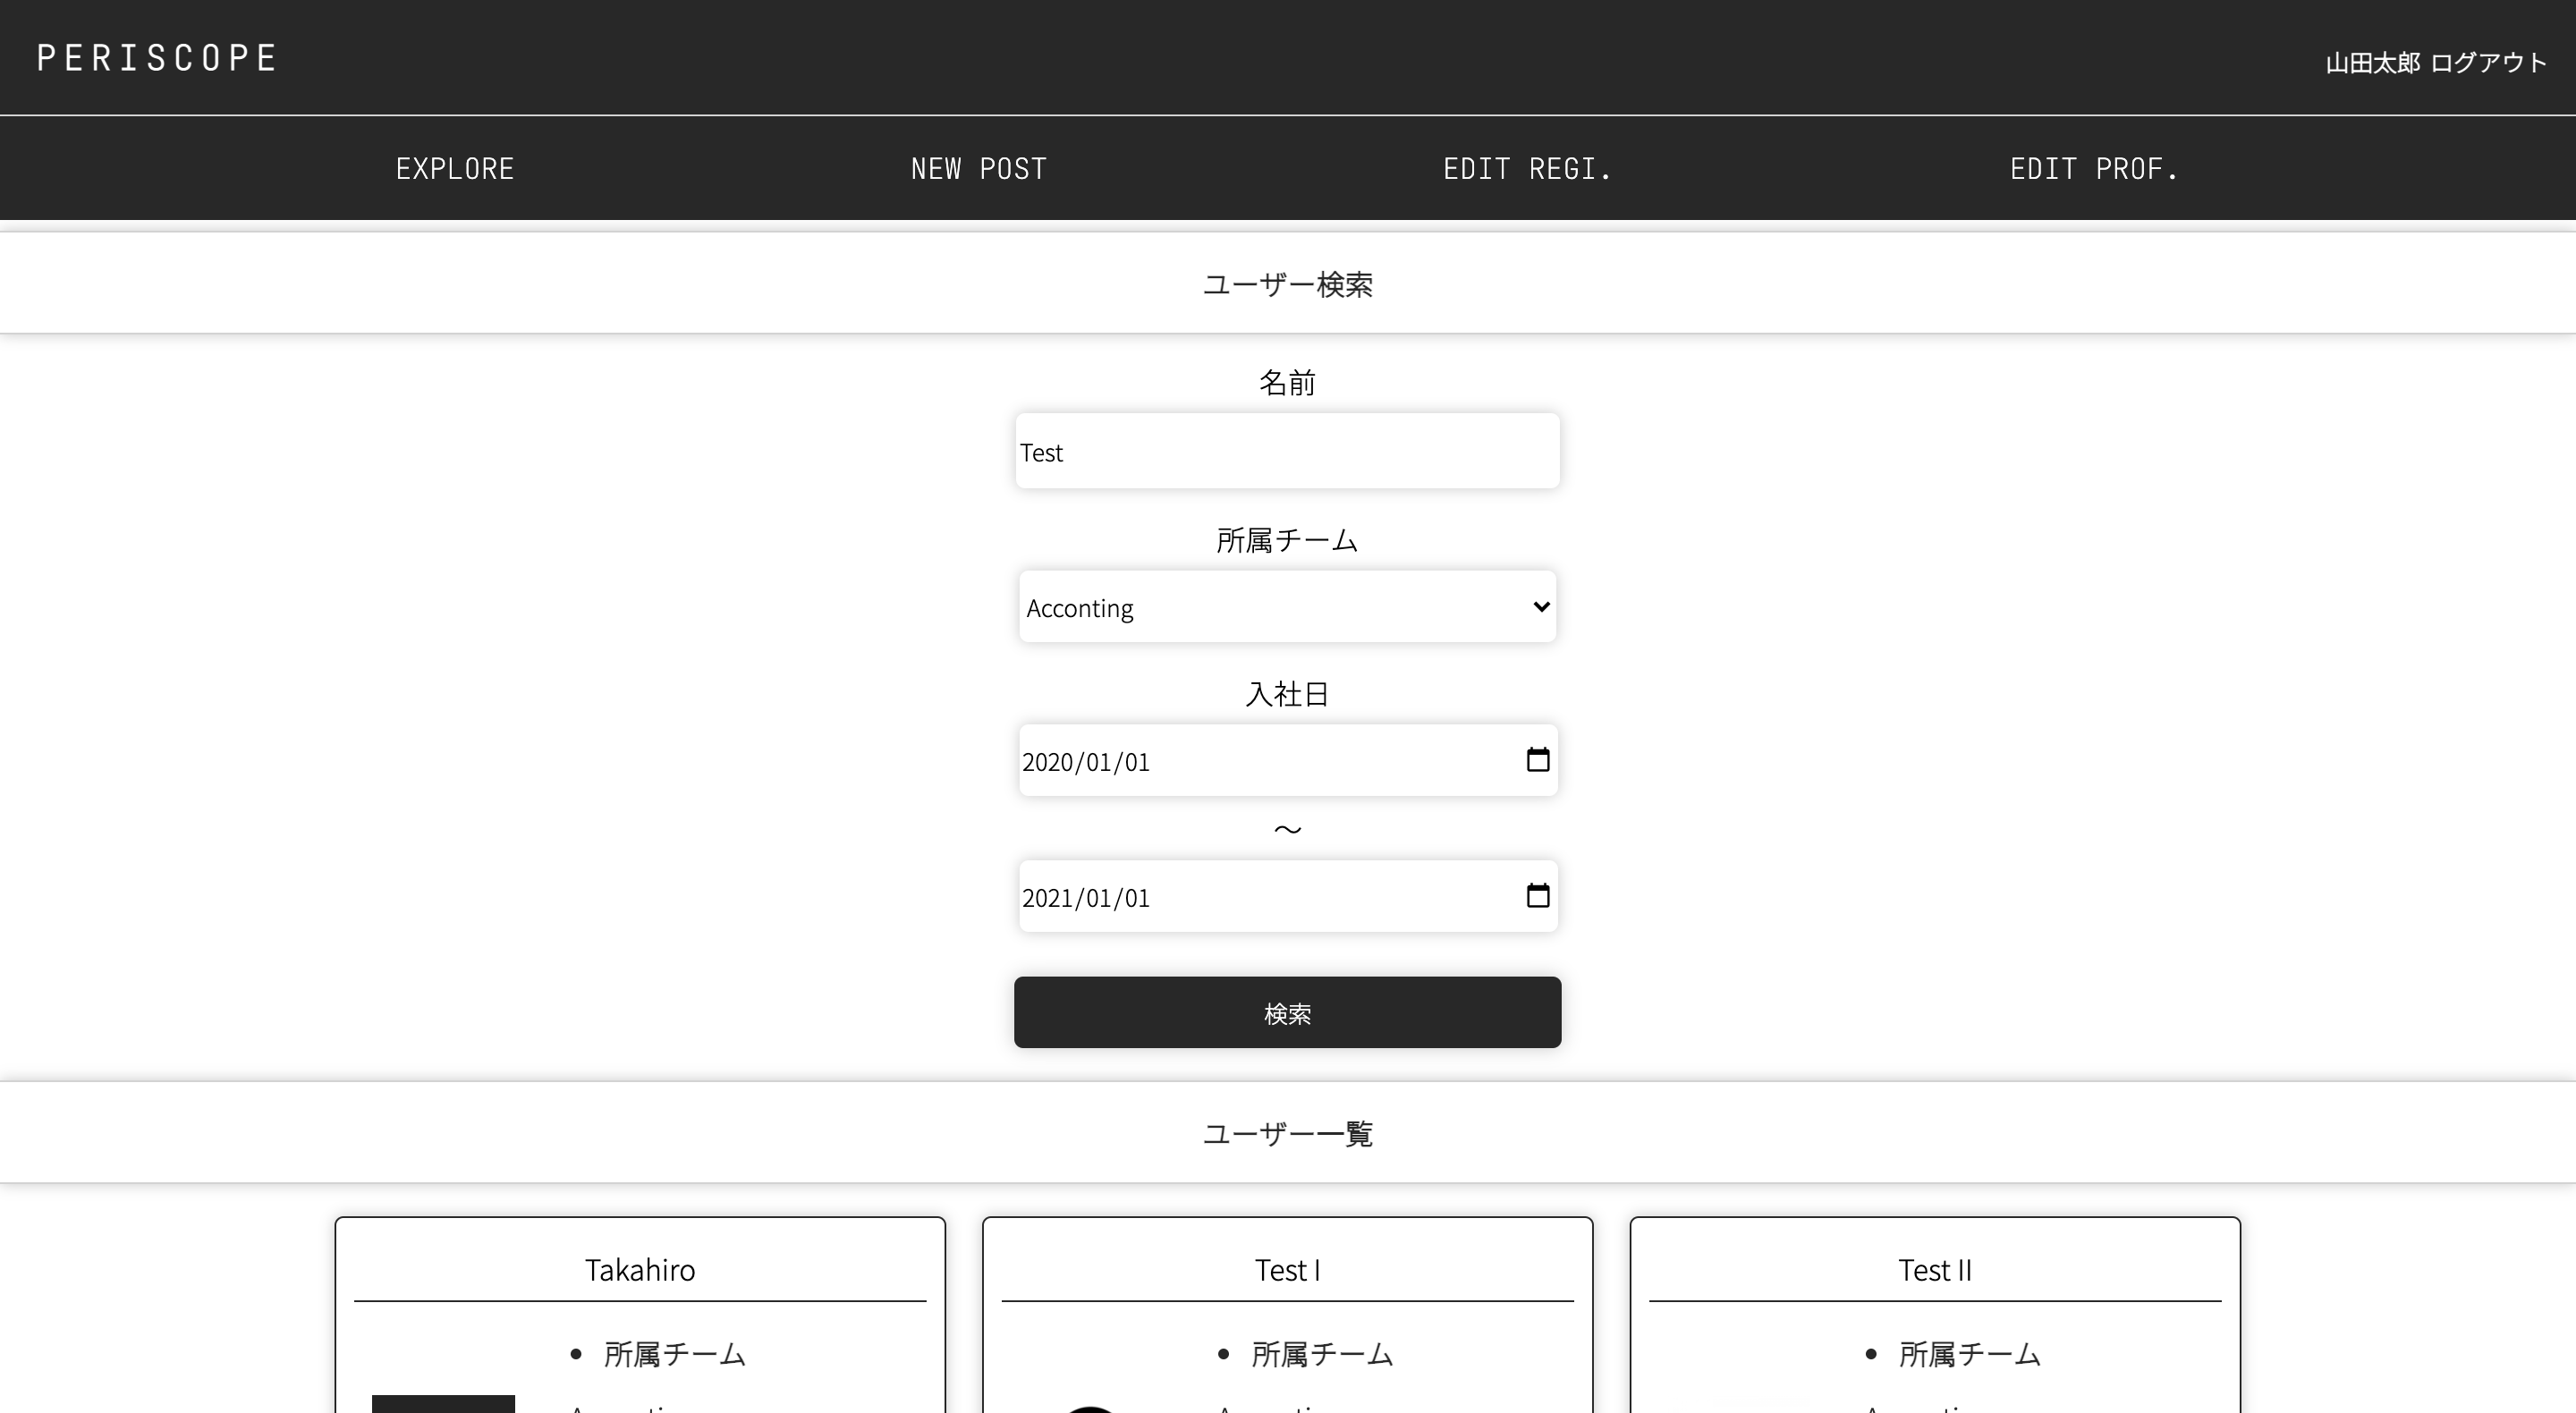 PERISCOPE
山田太郎 ログアウト
EXPLORE
NEW POST
EDIT REGI.
EDIT PROF.
ユーザー検索
名前
Test
所属チーム
Acconting
入社日
2020/01/01
～
2021/01/01
検索
ユーザー一覧
Takahiro
Test I
Test II
所属チーム
所属チーム
所属チーム